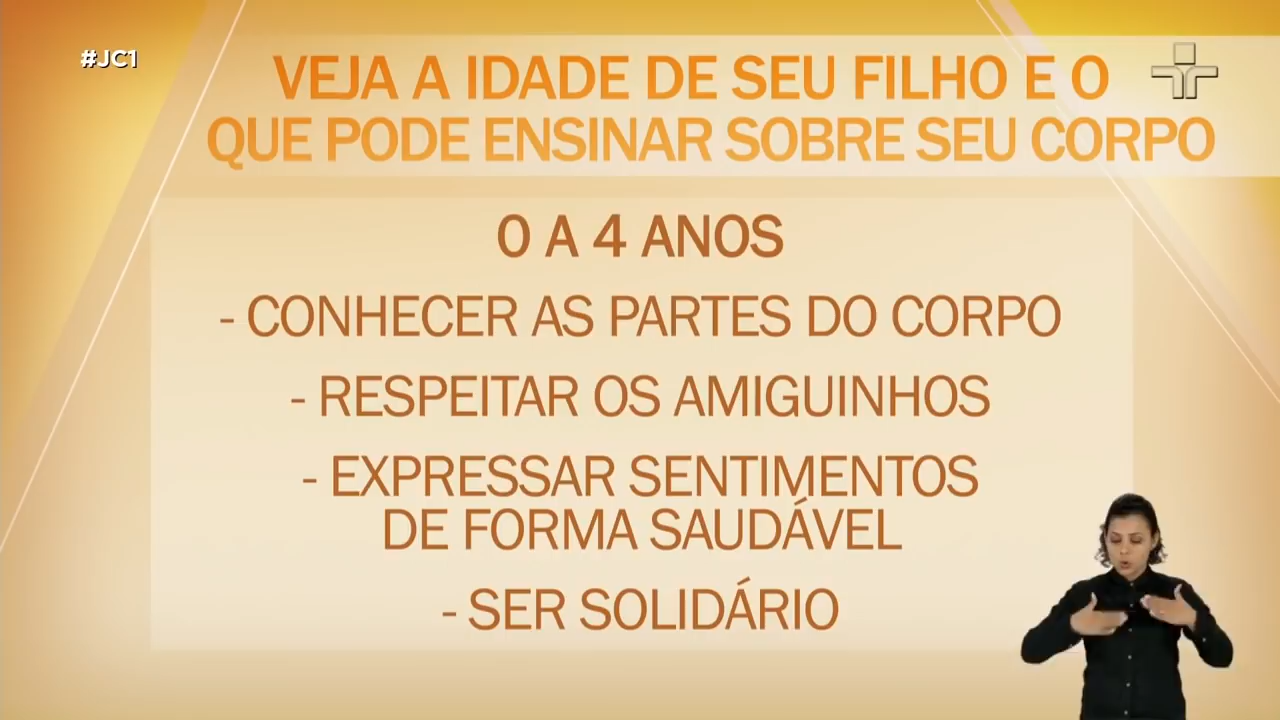 #JC1
VEJA A IDADE DE SEU FILHO E O
QUE PODE ENSINAR SOBRE SEU CORPO
0 A 4 ANOS
- CONHECER AS PARTES DO CORPO
- RESPEITAR OS AMIGUINHOS
- EXPRESSAR SENTIMENTOS
DE FORMA SAUDÁVEL
- SER SOLIDÁRIO